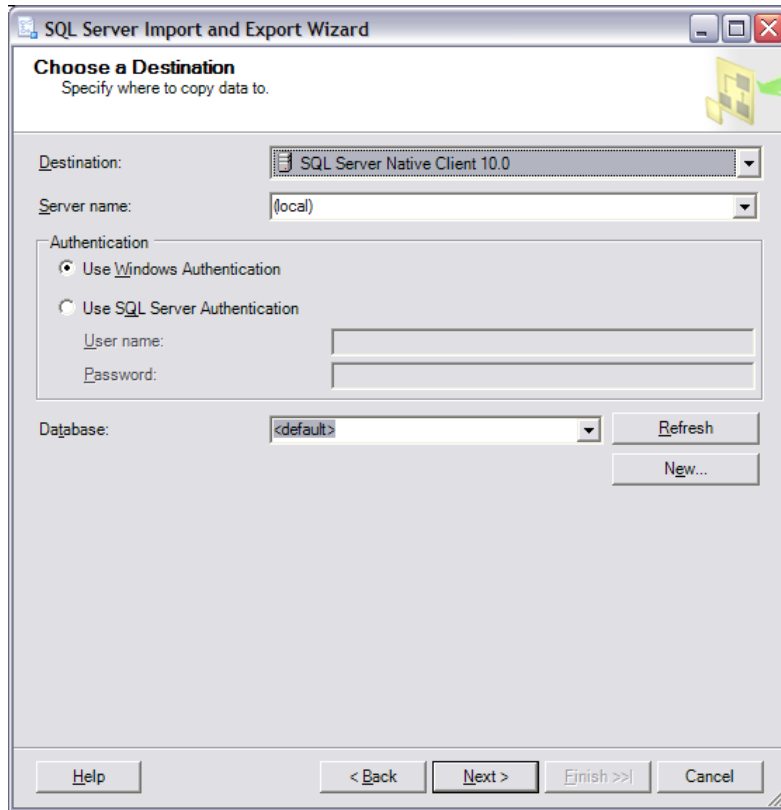 SQL Server Import and Export Wizard
Choose a Destination
Specify where to copy data to.
Destination: SQL Server Native Client 10.0
Server name: (local)
Authentication
Use Windows Authentication
Use SQL Server Authentication
User name:
Password:
Database: <default> Refresh
New...
Help < Back Next > Finish >>| Cancel